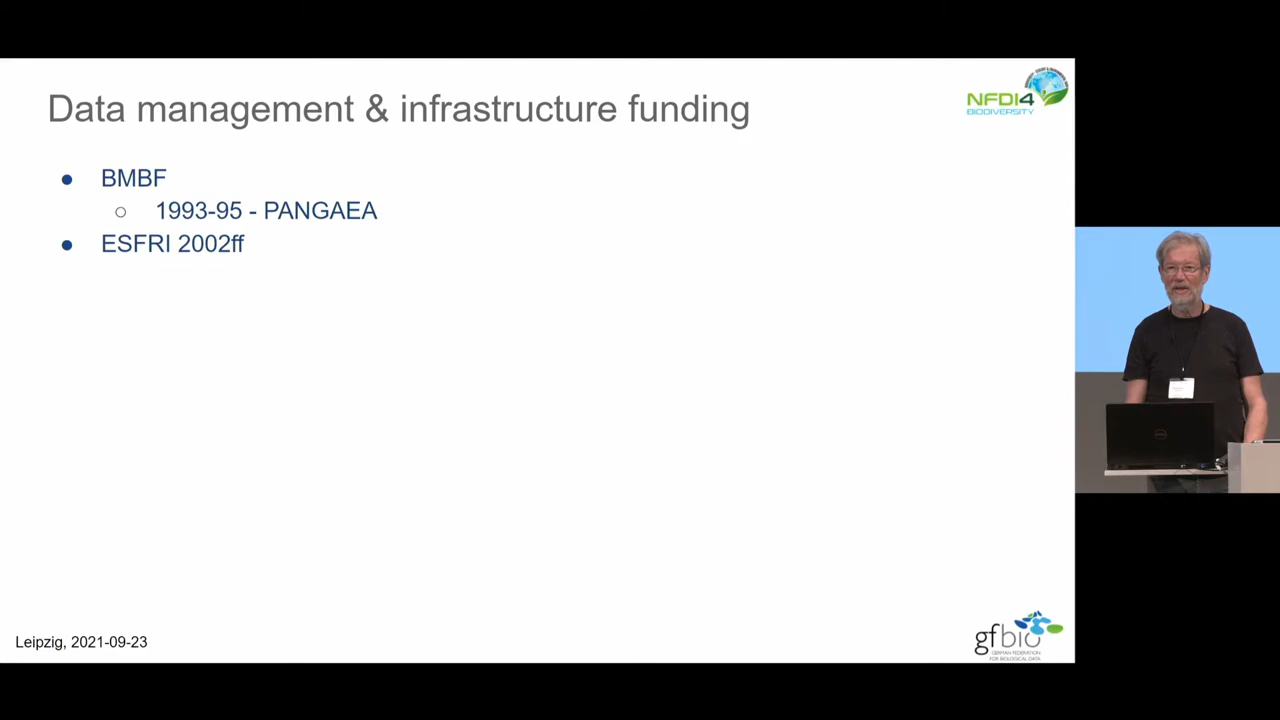 Data management & infrastructure funding
NFDI4
BIODIVERSITY
● BMBF
○ 1993-95 - PANGAEA
● ESFRI 2002ff
Leipzig, 2021-09-23
gfbio
GERMAN FEDERATION
FOR BIOLOGICAL DATA